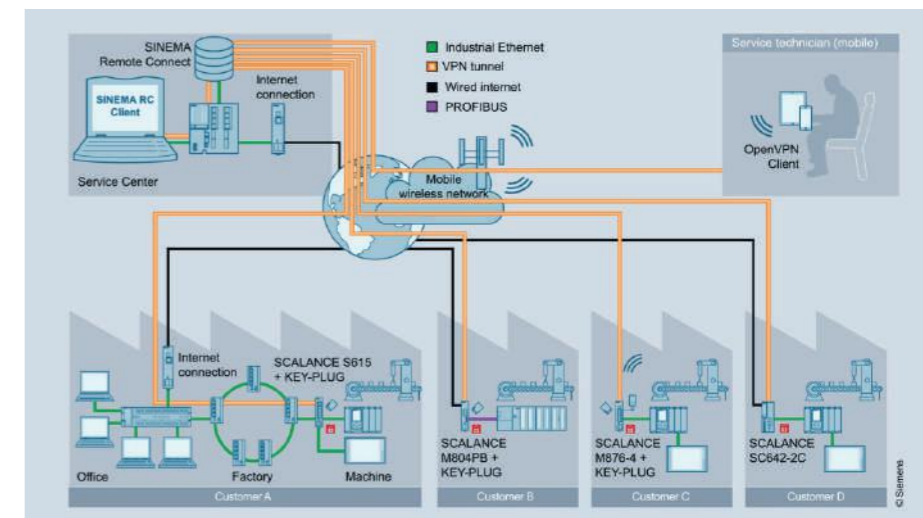 SINEMA
Remote Connect
Internet
connection
SINEMA RC
Client
Service Center
Industrial Ethernet
VPN tunnel
Wired internet
PROFIBUS
Service technician (mobile)
OpenVPN
Client
Mobile
wireless network
Internet
connection
SCALANCE S615
+ KEY-PLUG
Office
Factory
Machine
Customer A
SCALANCE
M804PB +
KEY-PLUG
Customer B
SCALANCE
M876-4 +
KEY-PLUG
Customer C
SCALANCE
SC642-2C
Customer D
© Siemens